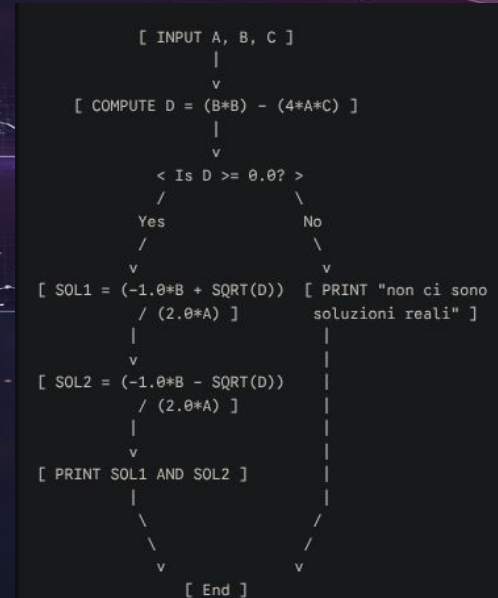 [ INPUT A, B, C ]
|
v
[ COMPUTE D = (B*B) - (4*A*C) ]
|
v
< Is D >= 0.0? >
/ \
Yes No
/ \
v v
[ SOL1 = (-1.0*B + SQRT(D)) [ PRINT "non ci sono
/ (2.0*A) ] soluzioni reali" ]
| |
v |
[ SOL2 = (-1.0*B - SQRT(D)) |
/ (2.0*A) ] |
| |
v |
[ PRINT SOL1 AND SOL2 ] |
| |
\ /
\ /
v v
[ End ]